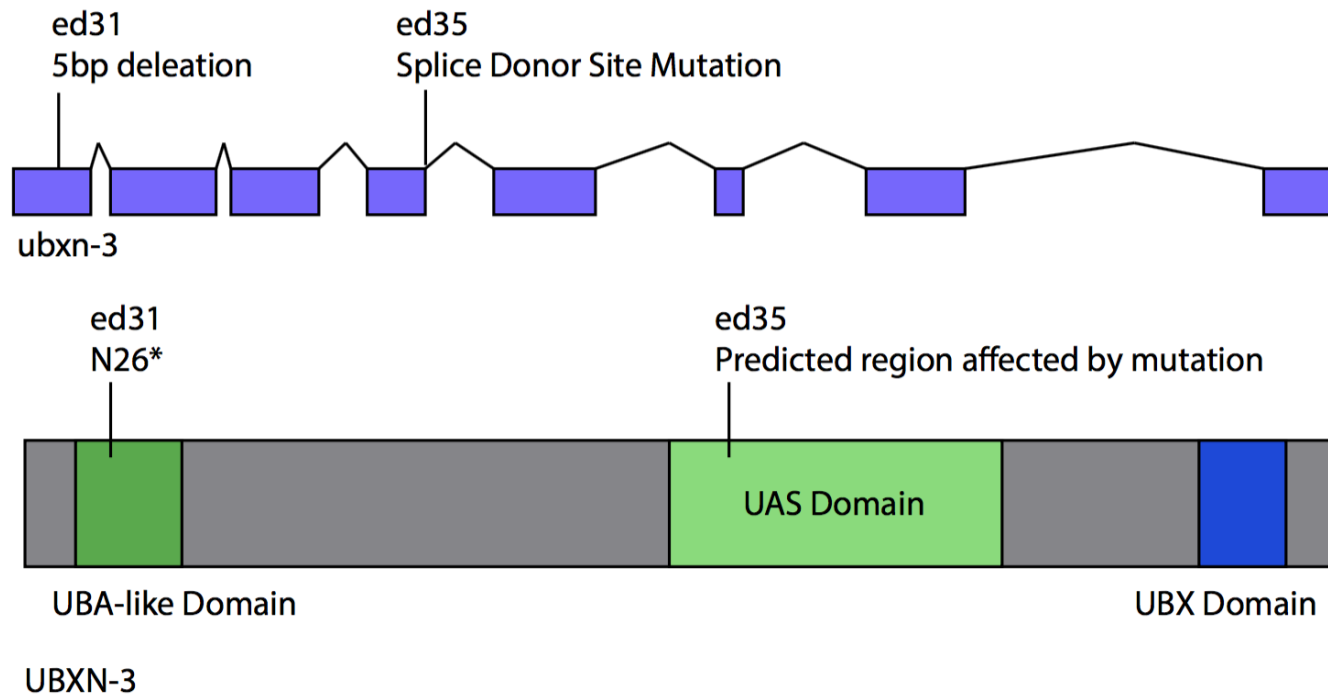 ed31
5bp deleation
ed35
Splice Donor Site Mutation
ubxn-3
ed31
N26*
ed35
Predicted region affected by mutation
UAS Domain
UBA-like Domain
UBX Domain
UBXN-3